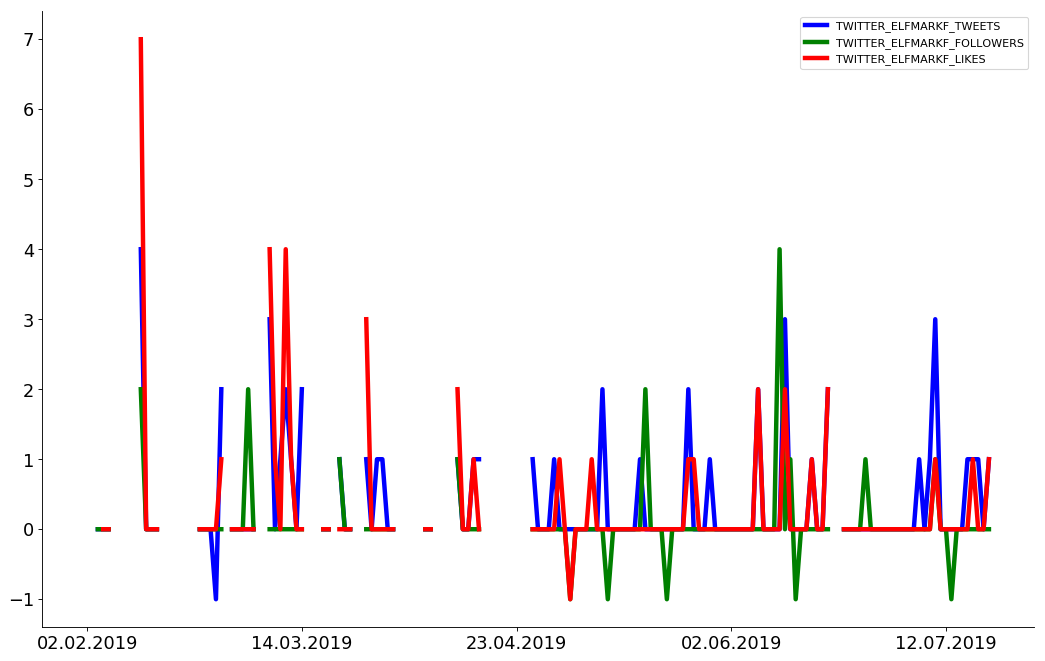 TWITTER_ELFMARKF_TWEETS
TWITTER_ELFMARKF_FOLLOWERS
TWITTER_ELFMARKF_LIKES
7
6
5
4
3
2
1
0
−1
02.02.2019 14.03.2019 23.04.2019 02.06.2019 12.07.2019